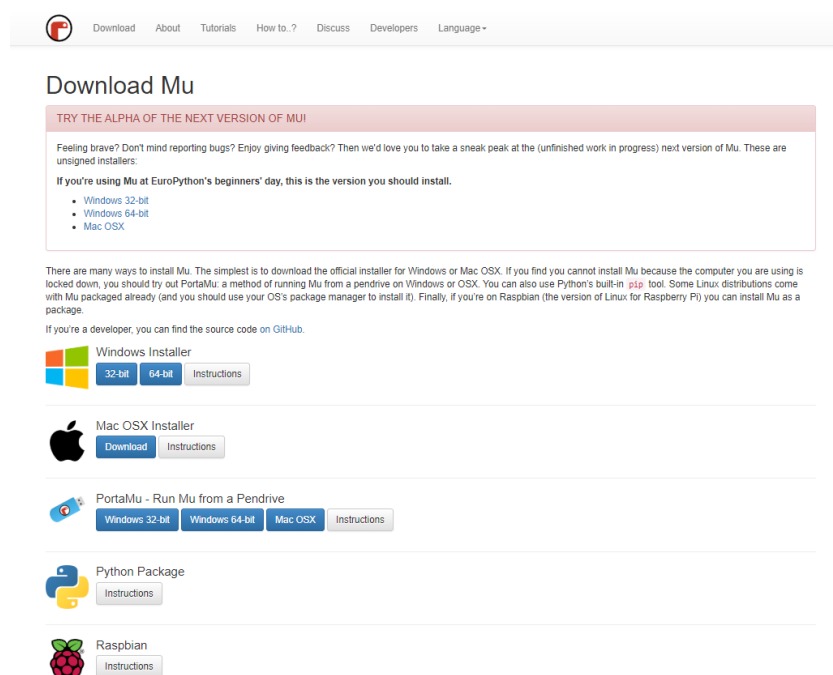 Download About Tutorials How to..? Discuss Developers Language
Download Mu
TRY THE ALPHA OF THE NEXT VERSION OF MU!
Feeling brave? Don't mind reporting bugs? Enjoy giving feedback? Then we'd love you to take a sneak peak at the (unfinished work in progress) next version of Mu. These are
unsigned installers:
If you're using Mu at EuroPython's beginners' day, this is the version you should install.
• Windows 32-bit
• Windows 64-bit
• Mac OSX
There are many ways to install Mu. The simplest is to download the official installer for Windows or Mac OSX. If you find you cannot install Mu because the computer you are using is
locked down, you should try out PortaMu: a method of running Mu from a pendrive on Windows or OSX. You can also use Python's built-in pip tool. Some Linux distributions come
with Mu packaged already (and you should use your OS's package manager to install it). Finally, if you're on Raspbian (the version of Linux for Raspberry Pi) you can install Mu as a
package.
If you're a developer, you can find the source code on GitHub.
Windows Installer
32-bit 64-bit Instructions
Mac OSX Installer
Download Instructions
PortaMu - Run Mu from a Pendrive
Windows 32-bit Windows 64-bit Mac OSX Instructions
Python Package
Instructions
Raspbian
Instructions